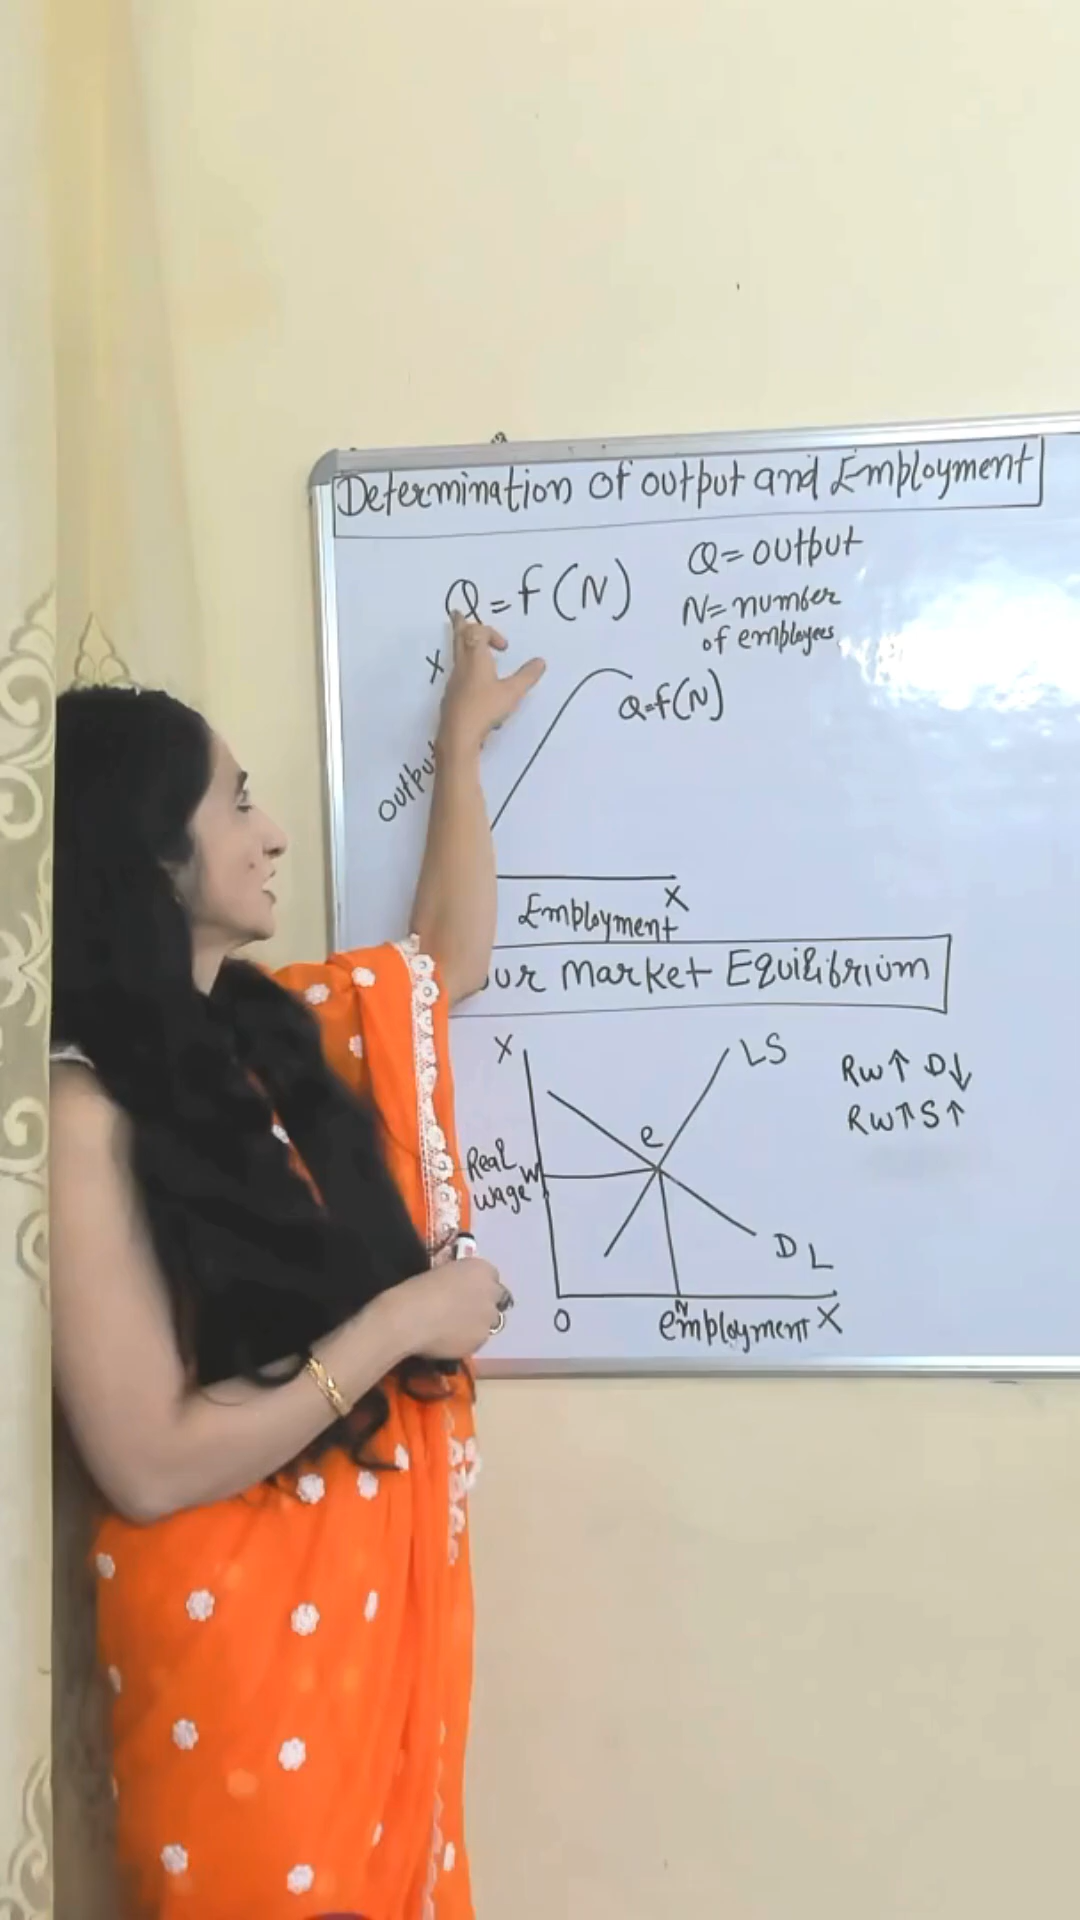 Determination of output and Employment
Q = f (N)
Q = output
N = number
of employees
X
output
Q=f(N)
X
Employment
our Market Equilibrium
X
LS
Rw↑ D↓
Rw↑ S↑
e
Real
wage
W
DL
O
N
employment X